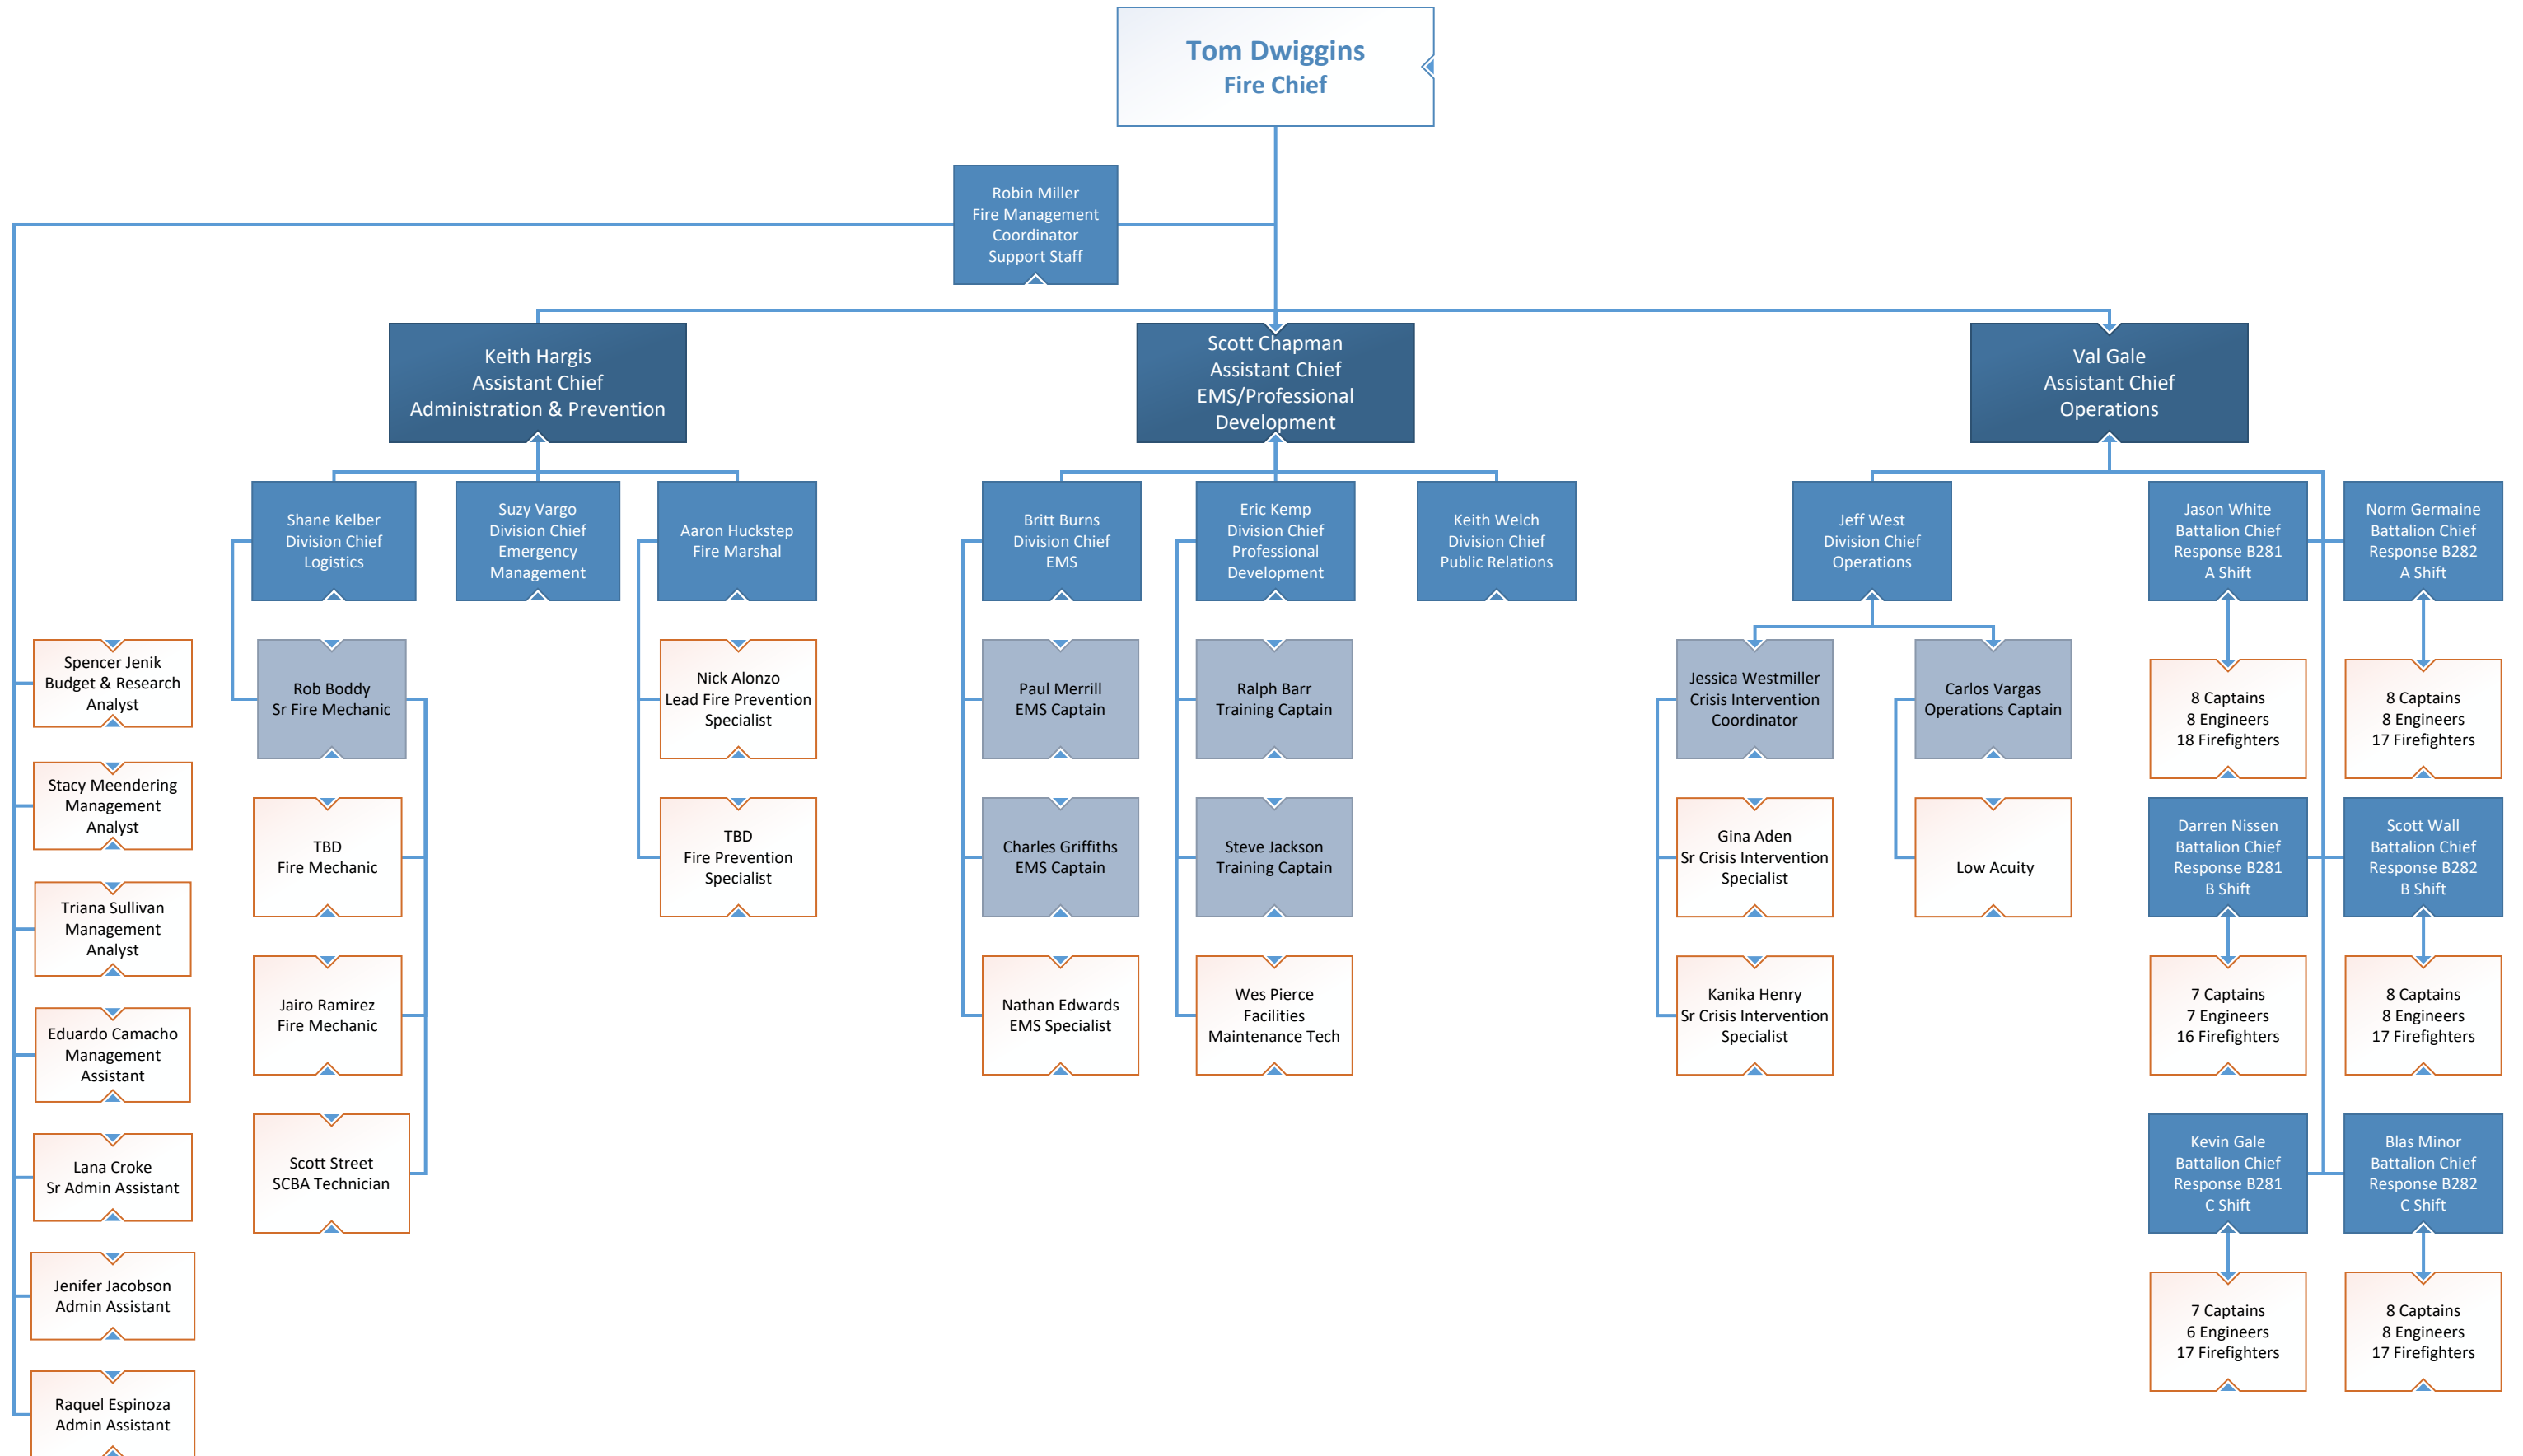 Tom Dwiggins
Fire Chief
Robin Miller
Fire Management
Coordinator
Support Staff
Keith Hargis
Assistant Chief
Administration & Prevention
Scott Chapman
Assistant Chief
EMS/Professional
Development
Val Gale
Assistant Chief
Operations
Shane Kelber
Division Chief
Logistics
Suzy Vargo
Division Chief
Emergency
Management
Aaron Huckstep
Fire Marshal
Britt Burns
Division Chief
EMS
Eric Kemp
Division Chief
Professional
Development
Keith Welch
Division Chief
Public Relations
Jeff West
Division Chief
Operations
Jason White
Battalion Chief
Response B281
A Shift
Norm Germaine
Battalion Chief
Response B282
A Shift
Spencer Jenik
Budget & Research
Analyst
Rob Boddy
Sr Fire Mechanic
Nick Alonzo
Lead Fire Prevention
Specialist
Paul Merrill
EMS Captain
Ralph Barr
Training Captain
Jessica Westmiller
Crisis Intervention
Coordinator
Carlos Vargas
Operations Captain
8 Captains
8 Engineers
18 Firefighters
8 Captains
8 Engineers
17 Firefighters
Stacy Meendering
Management
Analyst
TBD
Fire Mechanic
TBD
Fire Prevention
Specialist
Charles Griffiths
EMS Captain
Steve Jackson
Training Captain
Gina Aden
Sr Crisis Intervention
Specialist
Low Acuity
Darren Nissen
Battalion Chief
Response B281
B Shift
Scott Wall
Battalion Chief
Response B282
B Shift
Triana Sullivan
Management
Analyst
Jairo Ramirez
Fire Mechanic
Nathan Edwards
EMS Specialist
Wes Pierce
Facilities
Maintenance Tech
Kanika Henry
Sr Crisis Intervention
Specialist
7 Captains
7 Engineers
16 Firefighters
8 Captains
8 Engineers
17 Firefighters
Eduardo Camacho
Management
Assistant
Lana Croke
Sr Admin Assistant
Scott Street
SCBA Technician
Kevin Gale
Battalion Chief
Response B281
C Shift
Blas Minor
Battalion Chief
Response B282
C Shift
Jenifer Jacobson
Admin Assistant
7 Captains
6 Engineers
17 Firefighters
8 Captains
8 Engineers
17 Firefighters
Raquel Espinoza
Admin Assistant